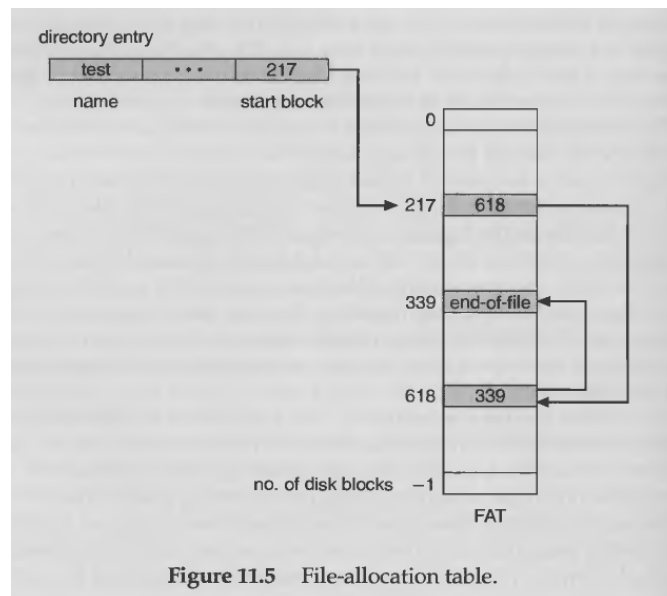 directory entry
test ••• 217
name start block
0
217 618
339 end-of-file
618 339
no. of disk blocks −1
FAT
Figure 11.5 File-allocation table.